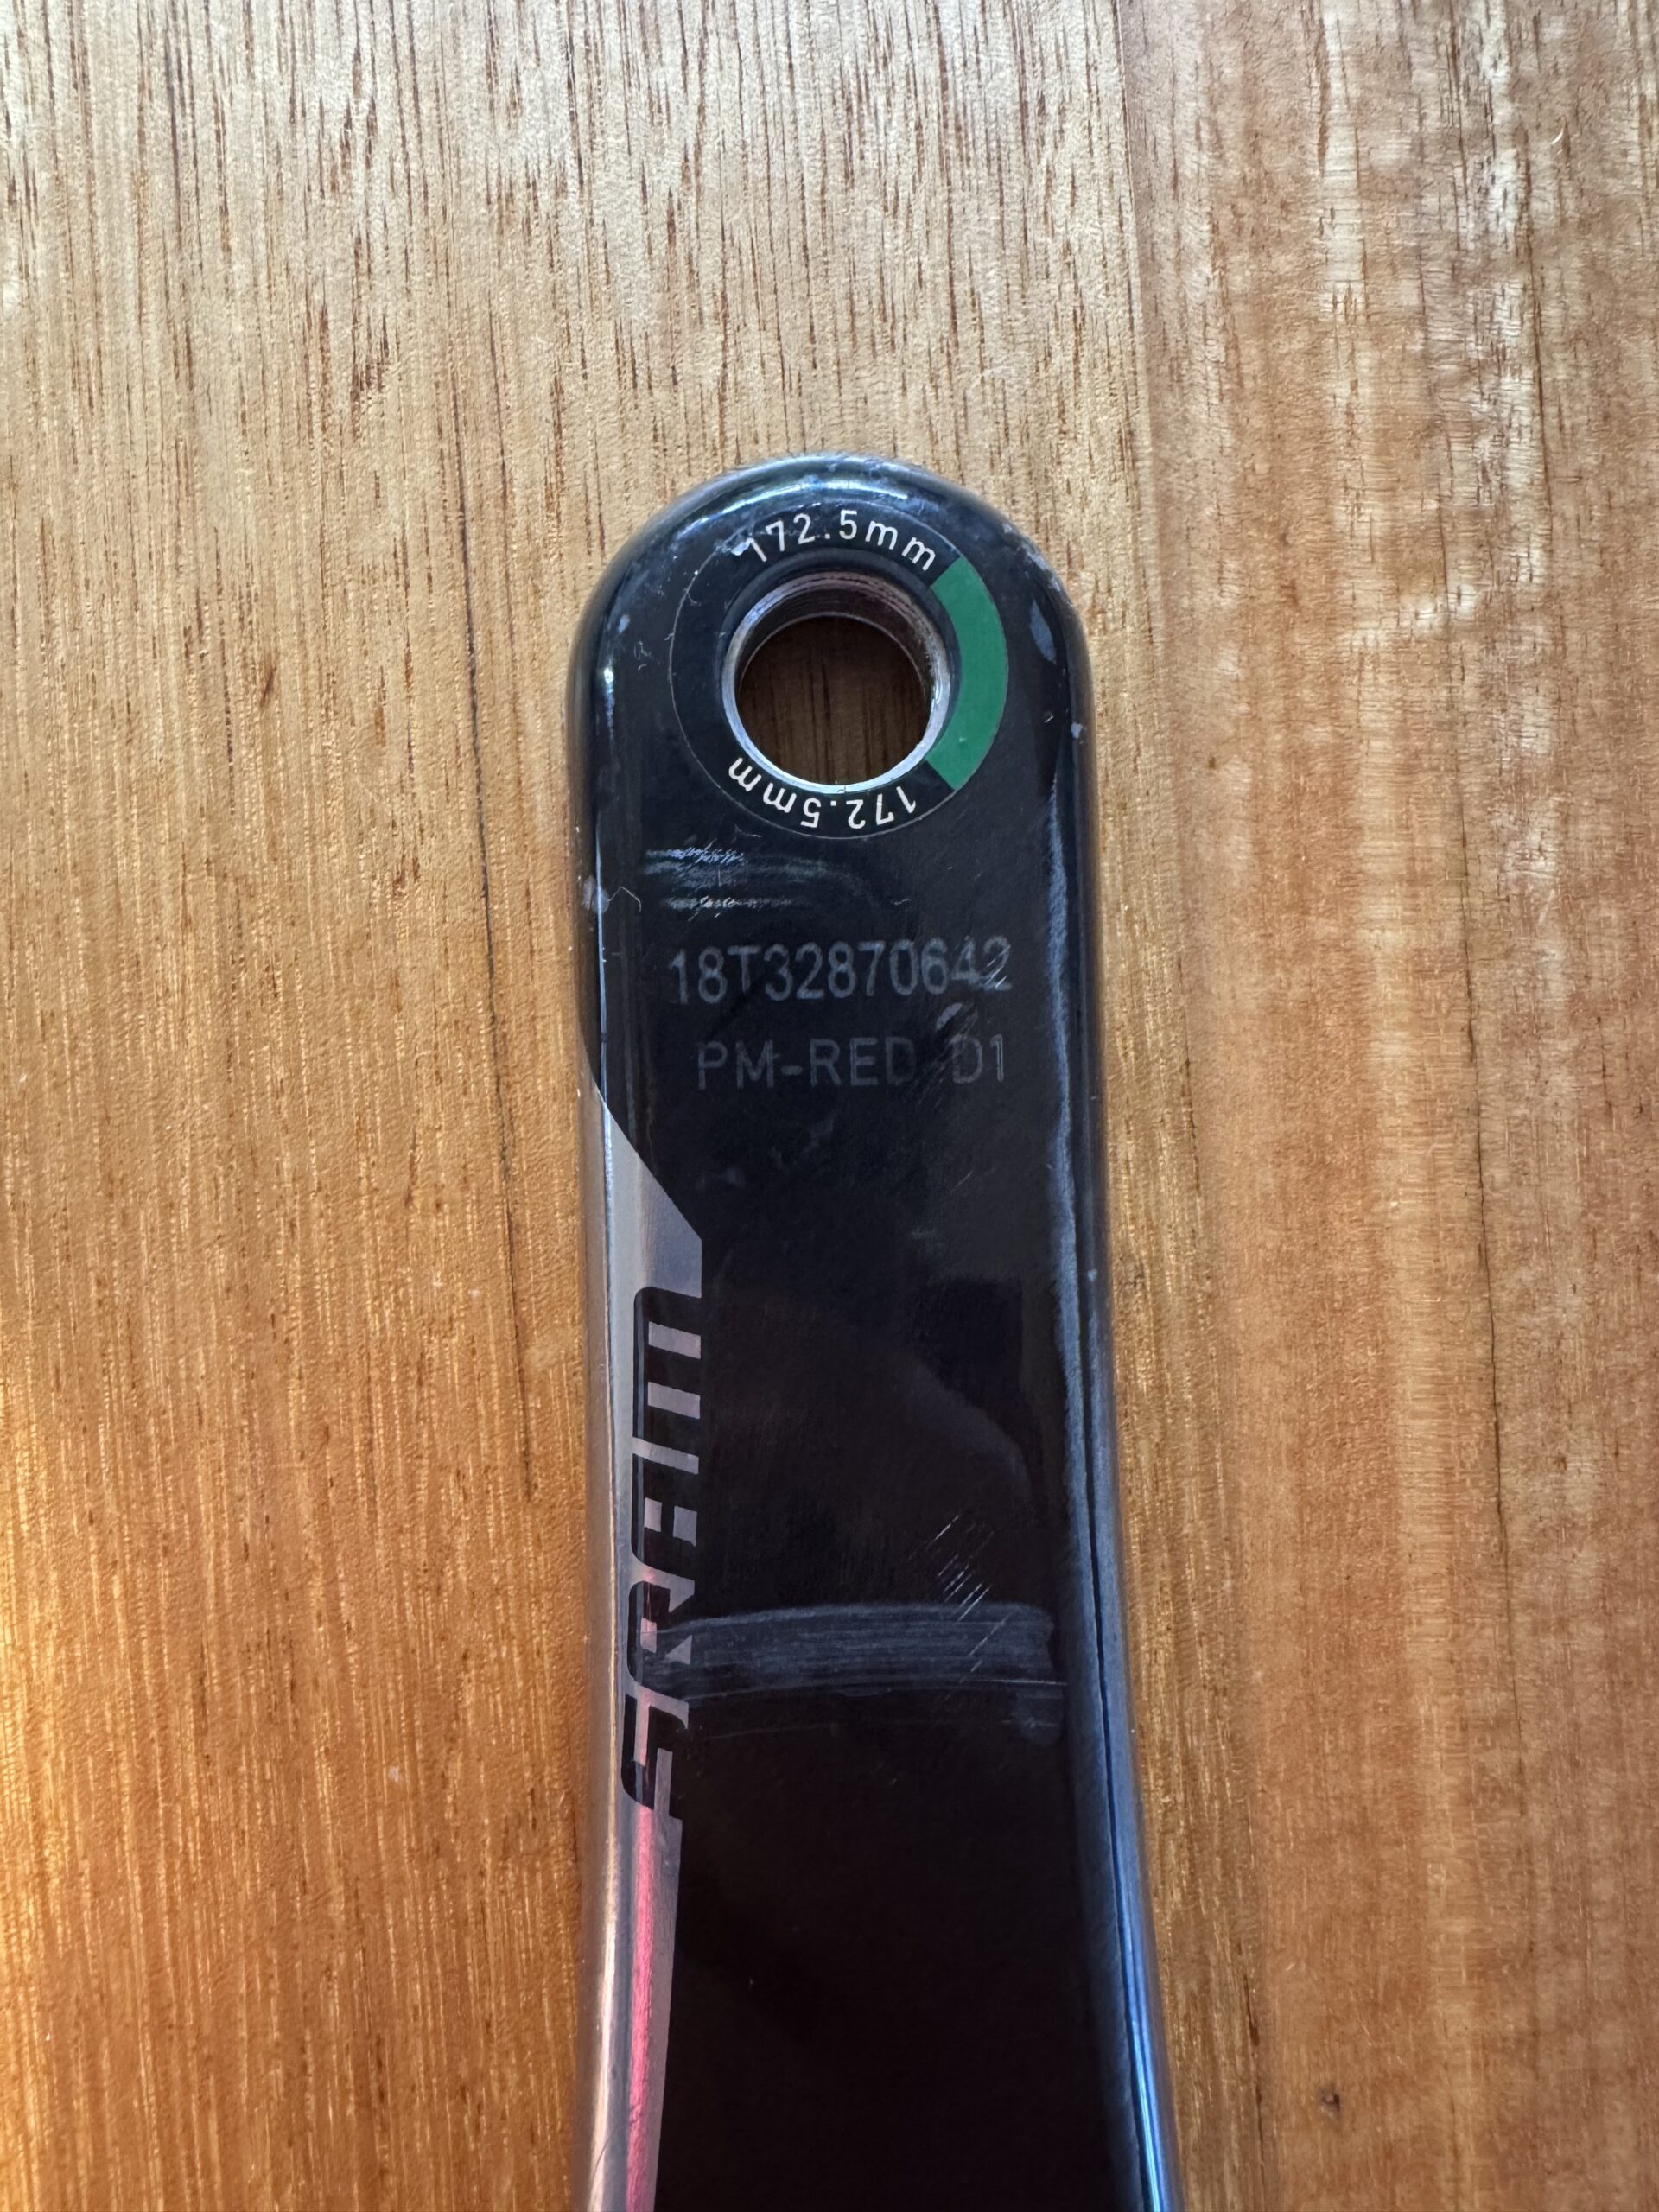 172.5mm
172.5mm
18T32870642
PM-RED-D1
SRAM